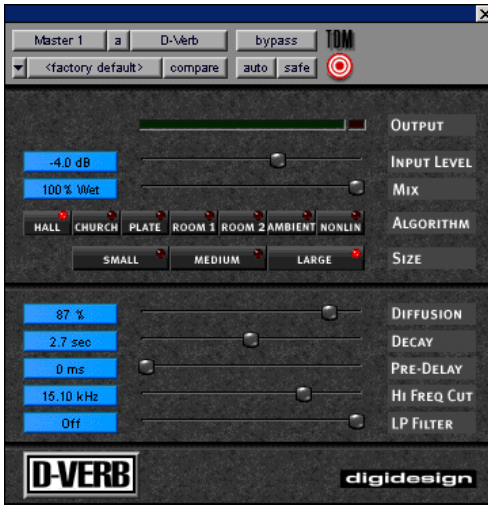 Master 1 a D-Verb bypass TDM
<factory default> compare auto safe
OUTPUT
-4.0 dB INPUT LEVEL
100 % Wet MIX
HALL CHURCH PLATE ROOM 1 ROOM 2 AMBIENT NONLIN ALGORITHM
SMALL MEDIUM LARGE SIZE
87 % DIFFUSION
2.7 sec DECAY
0 ms PRE-DELAY
15.10 kHz HI FREQ CUT
Off LP FILTER
D-VERB digidesign